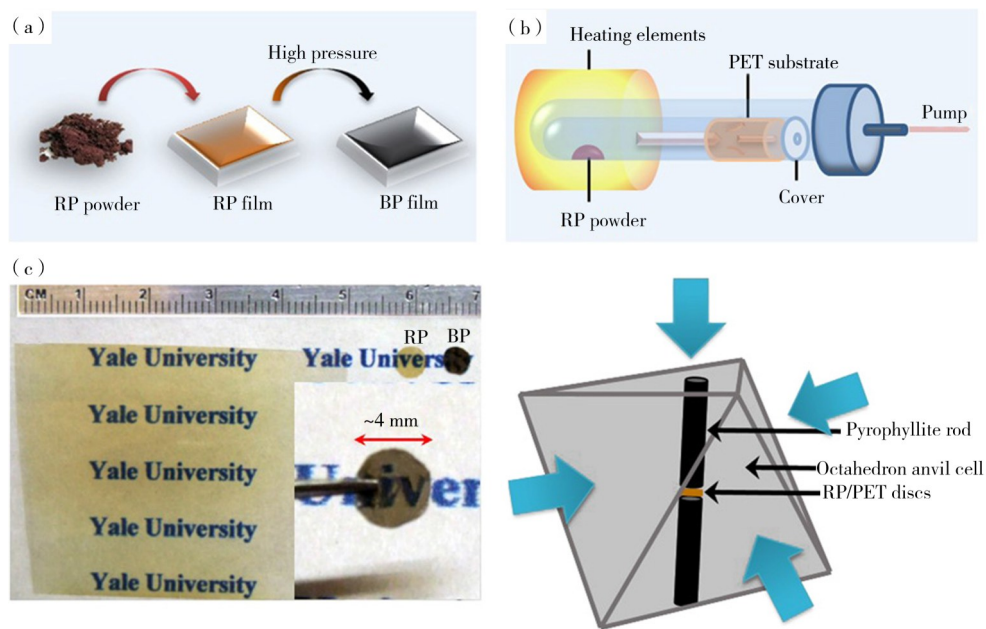 (a)
High pressure
RP powder
RP film
BP film
(b)
Heating elements
PET substrate
Pump
Cover
RP powder
(c)
CM 1 2 3 4 5 6 7
RP BP
Yale University Yale University
Yale University
Yale University
Yale University
Yale University
~4 mm
Univer
Pyrophyllite rod
Octahedron anvil cell
RP/PET discs